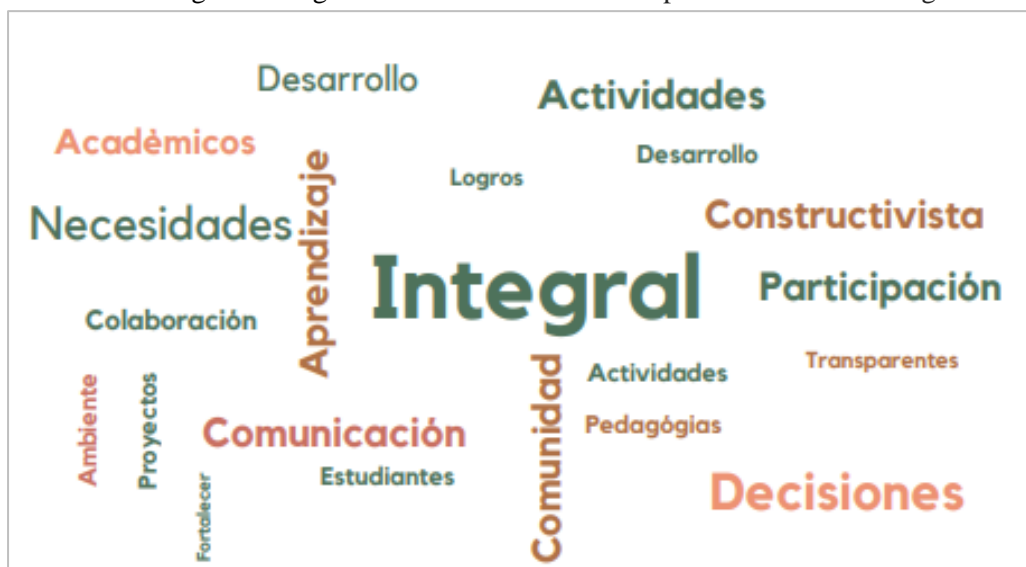 Desarrollo
Actividades
Académicos
Desarrollo
Logros
Aprendizaje
Necesidades
Constructivista
Integral
Participación
Colaboración
Transparentes
Comunidad
Actividades
Ambiente
Proyectos
Comunicación
Pedagógias
Estudiantes
Fortalecer
Decisiones